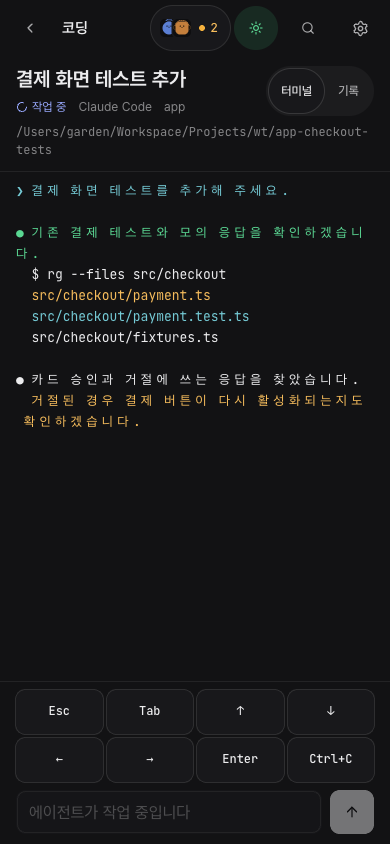 코딩
2
결제 화면 테스트 추가
터미널
기록
작업 중 Claude Code app
/Users/garden/Workspace/Projects/wt/app-checkout-
tests
❯ 결제 화면 테스트를 추가해 주세요.
● 기존 결제 테스트와 모의 응답을 확인하겠습니
다.
$ rg --files src/checkout
src/checkout/payment.ts
src/checkout/payment.test.ts
src/checkout/fixtures.ts
● 카드 승인과 거절에 쓰는 응답을 찾았습니다.
거절된 경우 결제 버튼이 다시 활성화되는지도
확인하겠습니다.
Esc Tab ↑ ↓
← → Enter Ctrl+C
에이전트가 작업 중입니다